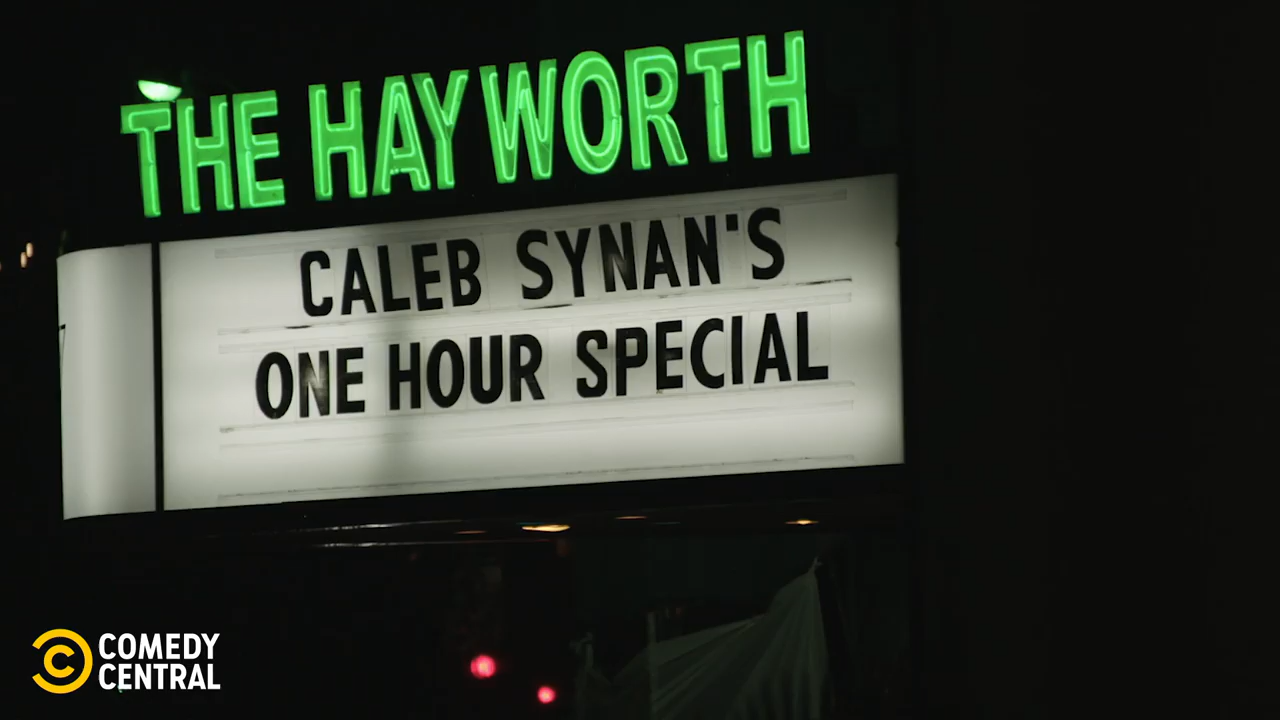 THE HAYWORTH
CALEB SYNAN'S
ONE HOUR SPECIAL
COMEDY
CENTRAL